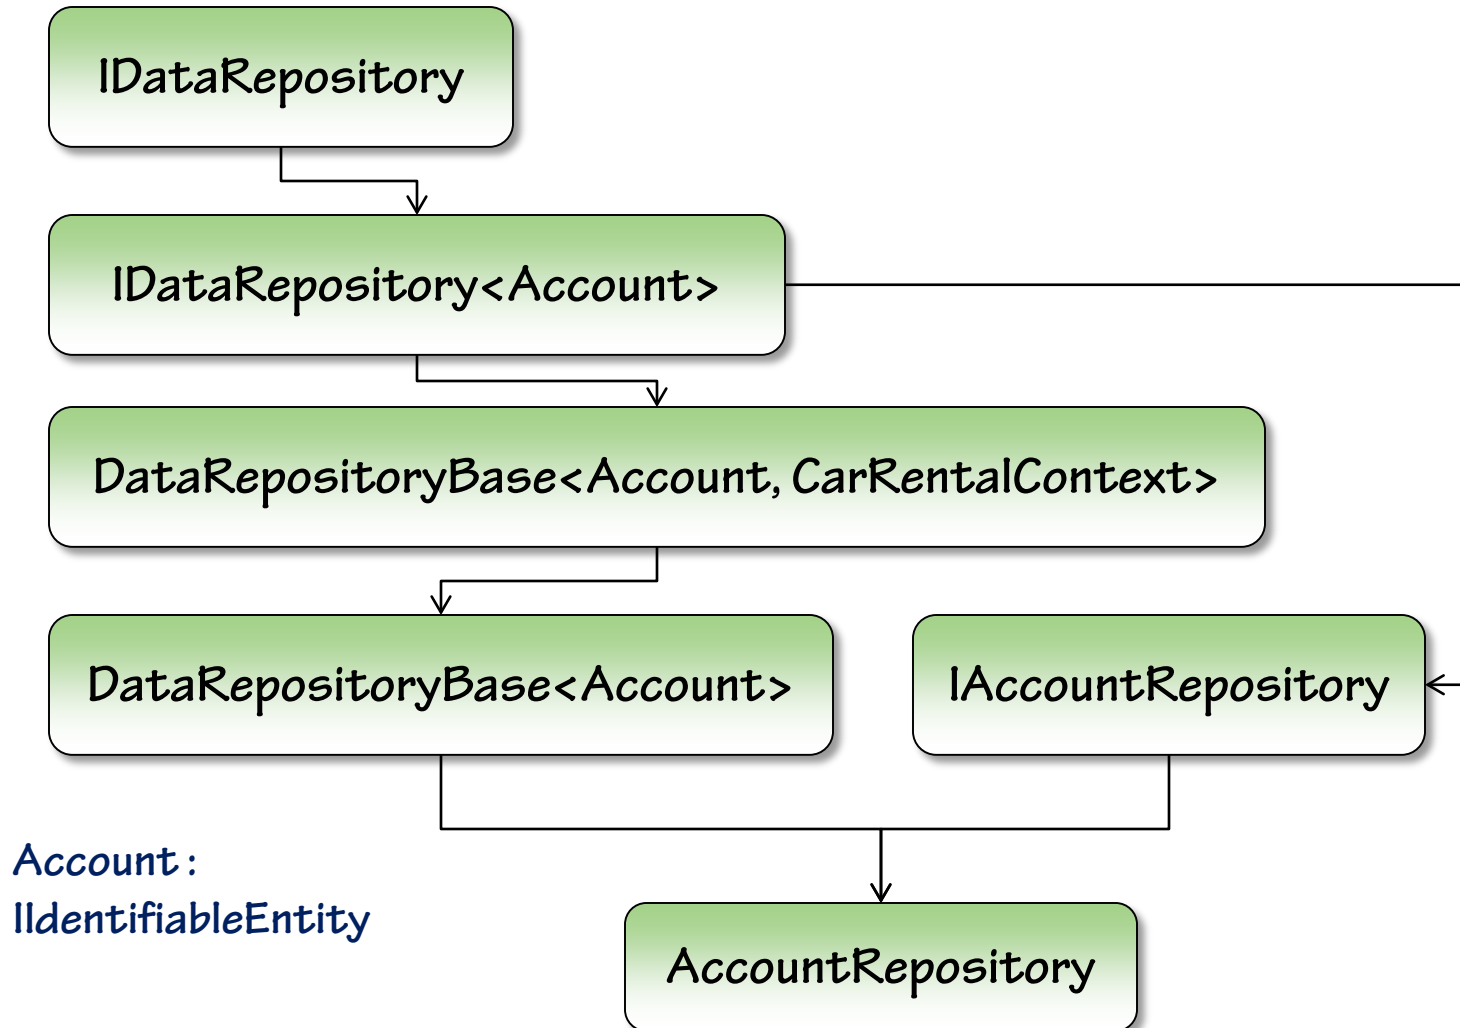 IDataRepository
IDataRepository<Account>
DataRepositoryBase<Account, CarRentalContext>
DataRepositoryBase<Account>
IAccountRepository
Account :
IIdentifiableEntity
AccountRepository